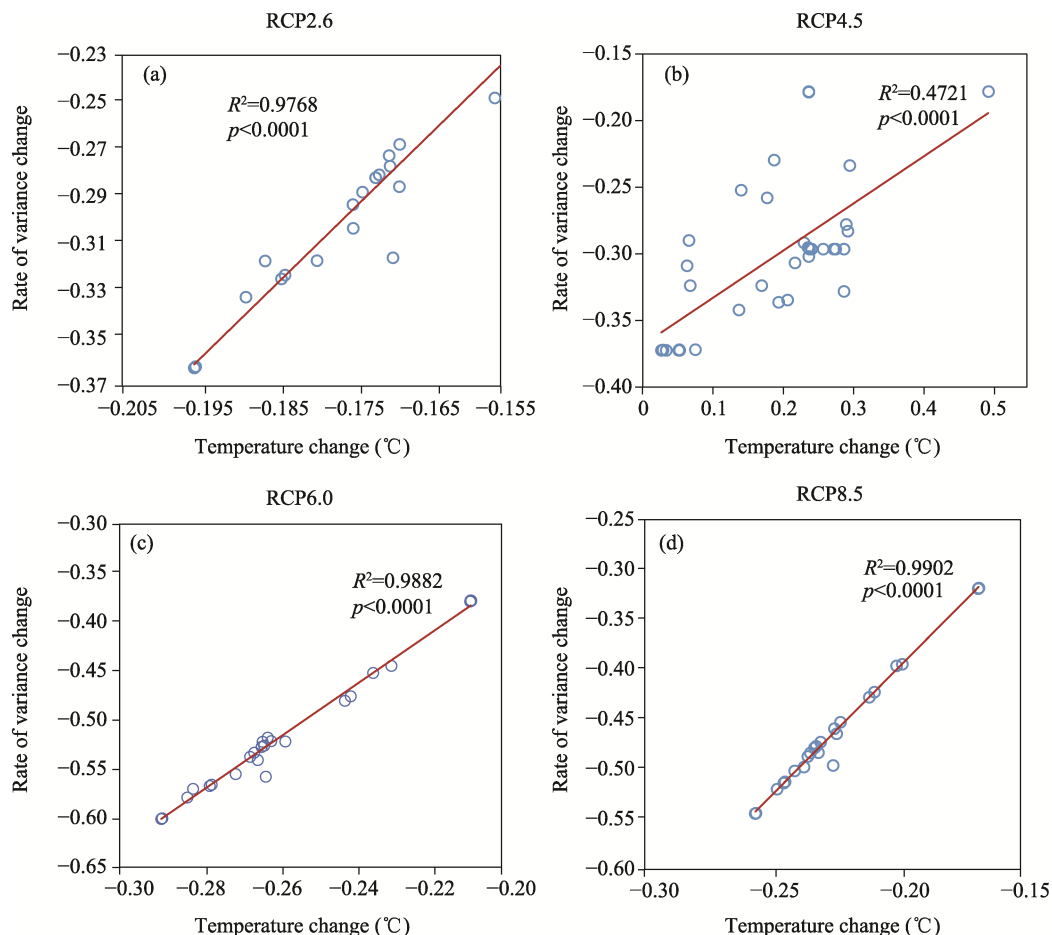 RCP2.6
−0.23
−0.25
−0.27
−0.29
−0.31
−0.33
−0.35
−0.37
Rate of variance change
(a)
R²=0.9768
p<0.0001
−0.205
−0.195
−0.185
−0.175
−0.165
−0.155
Temperature change (℃)
RCP4.5
−0.15
−0.20
−0.25
−0.30
−0.35
−0.40
Rate of variance change
(b)
R²=0.4721
p<0.0001
0
0.1
0.2
0.3
0.4
0.5
Temperature change (℃)
RCP6.0
−0.30
−0.35
−0.40
−0.45
−0.50
−0.55
−0.60
−0.65
Rate of variance change
(c)
R²=0.9882
p<0.0001
−0.30
−0.28
−0.26
−0.24
−0.22
−0.20
Temperature change (℃)
RCP8.5
−0.25
−0.30
−0.35
−0.40
−0.45
−0.50
−0.55
−0.60
Rate of variance change
(d)
R²=0.9902
p<0.0001
−0.30
−0.25
−0.20
−0.15
Temperature change (℃)